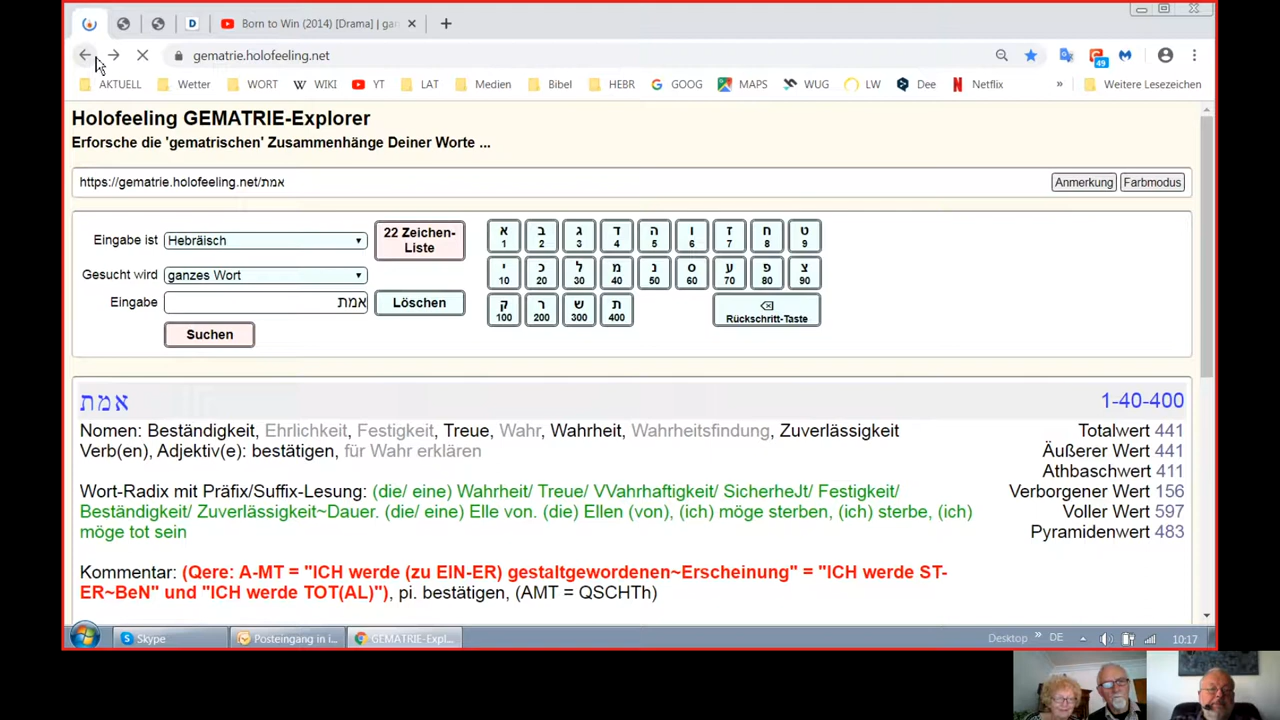 Born to Win (2014) [Drama] | gan
gematrie.holofeeling.net
49
AKTUELL Wetter WORT WIKI YT LAT Medien Bibel HEBR GOOG MAPS WUG LW Dee Netflix » Weitere Lesezeichen
Holofeeling GEMATRIE-Explorer
Erforsche die 'gematrischen' Zusammenhänge Deiner Worte ...
https://gematrie.holofeeling.net/אמת
Anmerkung Farbmodus
Eingabe ist Hebräisch
22 Zeichen-Liste
Gesucht wird ganzes Wort
Eingabe אמת Löschen
Suchen
א ב ג ד ה ו ז ח ט
1 2 3 4 5 6 7 8 9
י כ ל מ נ ס ע פ צ
10 20 30 40 50 60 70 80 90
ק ר ש ת
100 200 300 400
Rückschritt-Taste
אמת 1-40-400
Nomen: Beständigkeit, Ehrlichkeit, Festigkeit, Treue, Wahr, Wahrheit, Wahrheitsfindung, Zuverlässigkeit
Verb(en), Adjektiv(e): bestätigen, für Wahr erklären
Wort-Radix mit Präfix/Suffix-Lesung: (die/ eine) Wahrheit/ Treue/ VVahrhaftigkeit/ SicherheJt/ Festigkeit/
Beständigkeit/ Zuverlässigkeit~Dauer. (die/ eine) Elle von. (die) Ellen (von), (ich) möge sterben, (ich) sterbe, (ich)
möge tot sein
Kommentar: (Qere: A-MT = "ICH werde (zu EIN-ER) gestaltgewordenen~Erscheinung" = "ICH werde ST-
ER~BeN" und "ICH werde TOT(AL)"), pi. bestätigen, (AMT = QSCHTh)
Totalwert 441
Äußerer Wert 441
Athbaschwert 411
Verborgener Wert 156
Voller Wert 597
Pyramidenwert 483
Skype Posteingang in i... GEMATRIE-Expl... Desktop » DE 10:17